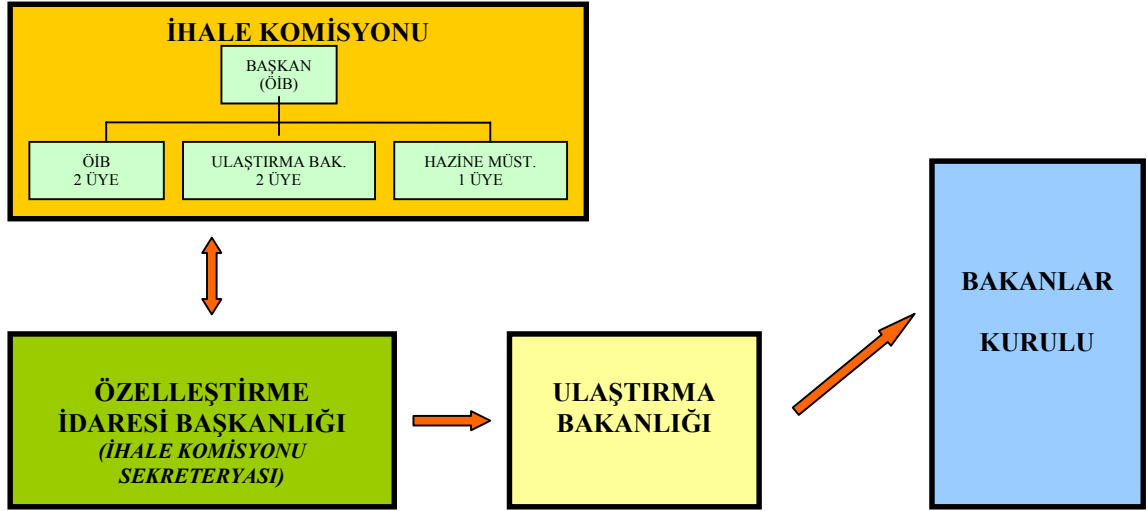 İHALE KOMİSYONU
BAŞKAN
(ÖİB)
ÖİB
2 ÜYE
ULAŞTIRMA BAK.
2 ÜYE
HAZİNE MÜST.
1 ÜYE
ÖZELLEŞTİRME
İDARESİ BAŞKANLIĞI
(İHALE KOMİSYONU
SEKRETERYASI)
ULAŞTIRMA
BAKANLIĞI
BAKANLAR
KURULU